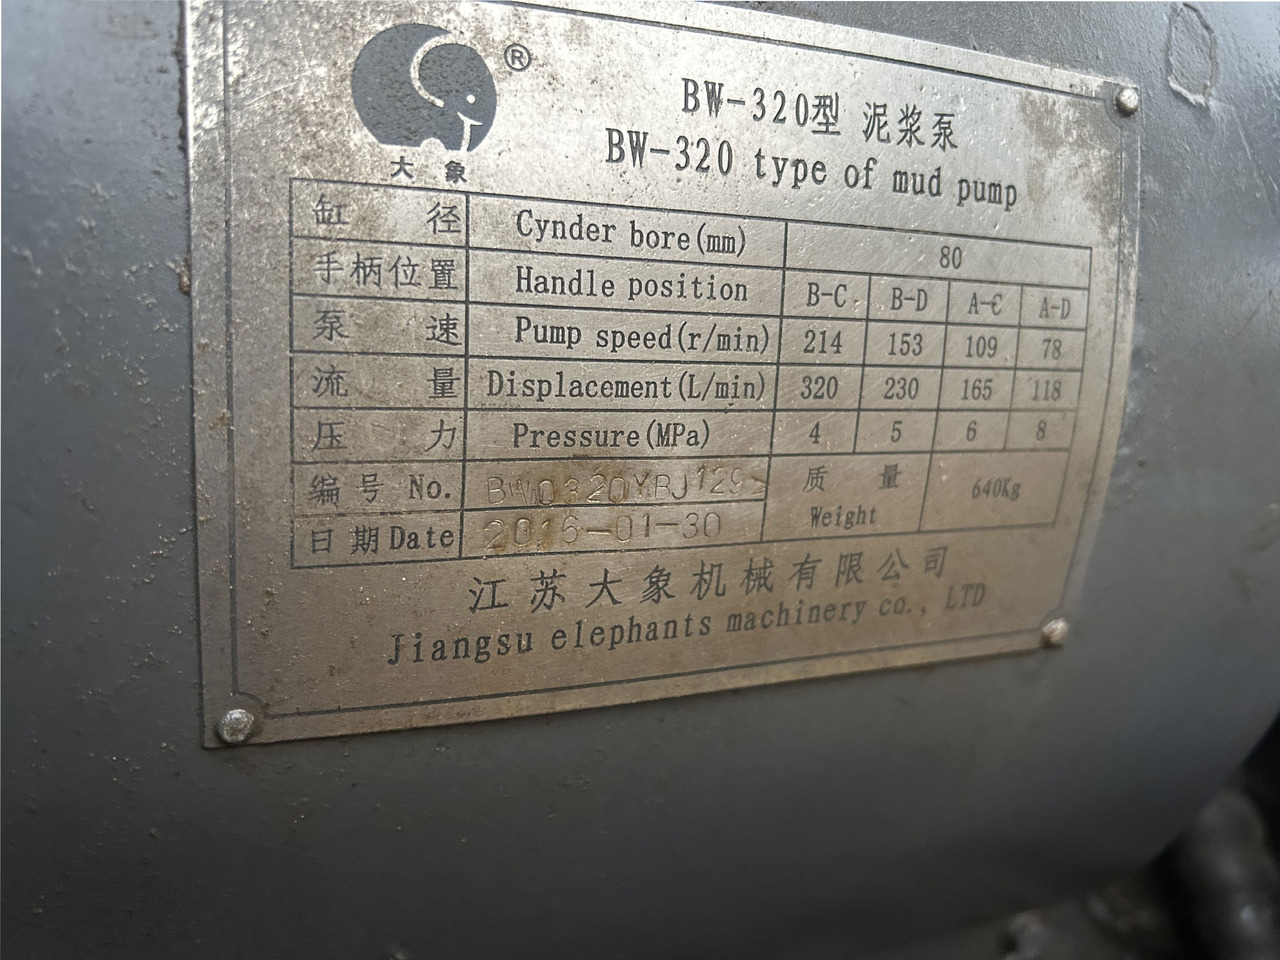 ®
大象
BW-320型 泥浆泵
BW-320 type of mud pump
缸径 Cynder bore(mm) 80
手柄位置 Handle position B-C B-D A-C A-D
泵速 Pump speed(r/min) 214 153 109 78
流量 Displacement(L/min) 320 230 165 118
压力 Pressure(MPa) 4 5 6 8
编号 No. 质量 Weight 640Kg
日期Date 2016-01-30
江苏大象机械有限公司
Jiangsu elephants machinery co., LTD